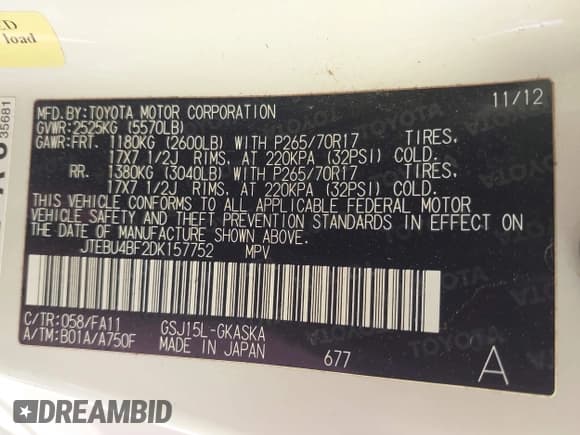 ED
load
35681
MFD.BY:TOYOTA MOTOR CORPORATION 11/12
GVWR:2525KG (5570LB)
GAWR:FRT. 1180KG (2600LB) WITH P265/70R17 TIRES,
17X7 1/2J RIMS, AT 220KPA (32PSI) COLD.
RR. 1380KG (3040LB) WITH P265/70R17 TIRES,
17X7 1/2J RIMS, AT 220KPA (32PSI) COLD.
THIS VEHICLE CONFORMS TO ALL APPLICABLE FEDERAL MOTOR
VEHICLE SAFETY AND THEFT PREVENTION STANDARDS IN EFFECT ON
THE DATE OF MANUFACTURE SHOWN ABOVE.
JTEBU4BF2DK157752 MPV
C/TR:058/FA11 GSJ15L-GKASKA
A/TM:B01A/A750F MADE IN JAPAN 677 A
DREAMBID
DREAMBID.COM